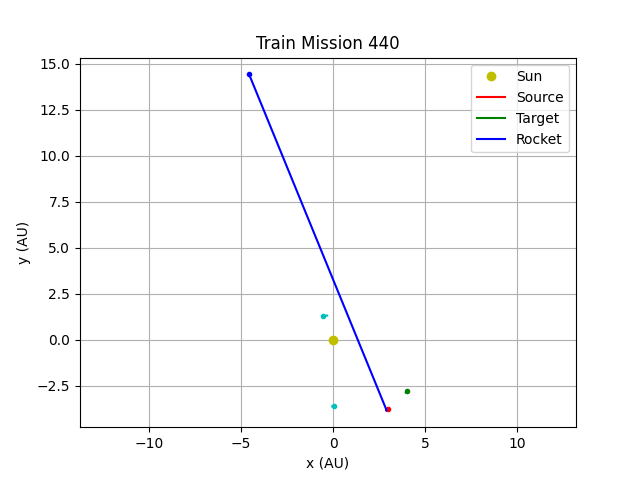 Train Mission 440
15.0
12.5
10.0
7.5
5.0
2.5
0.0
−2.5
y (AU)
Sun
Source
Target
Rocket
−10
−5
0
5
10
x (AU)